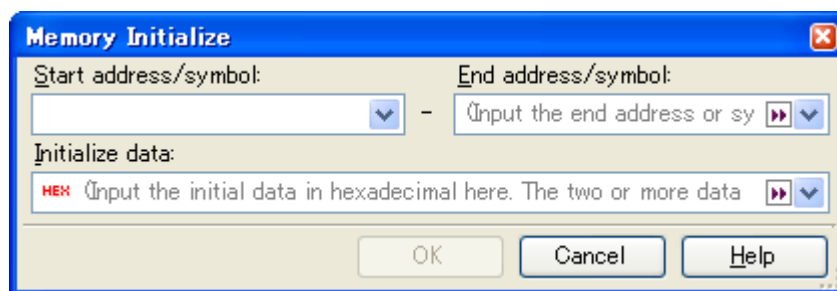 Memory Initialize
Start address/symbol: End address/symbol:
- (Input the end address or sy
Initialize data:
HEX (Input the initial data in hexadecimal here. The two or more data
OK Cancel Help